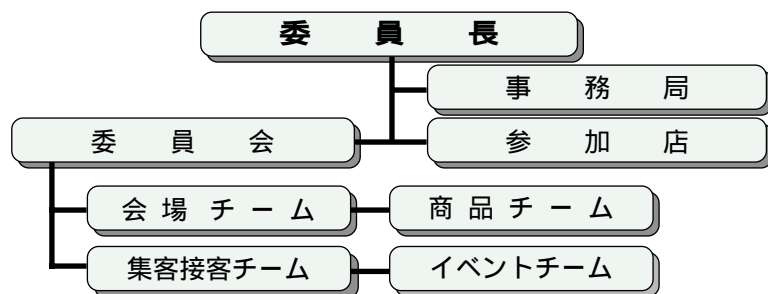 委員長
事務局
委員会
参加店
会場チーム
商品チーム
集客接客チーム
イベントチーム